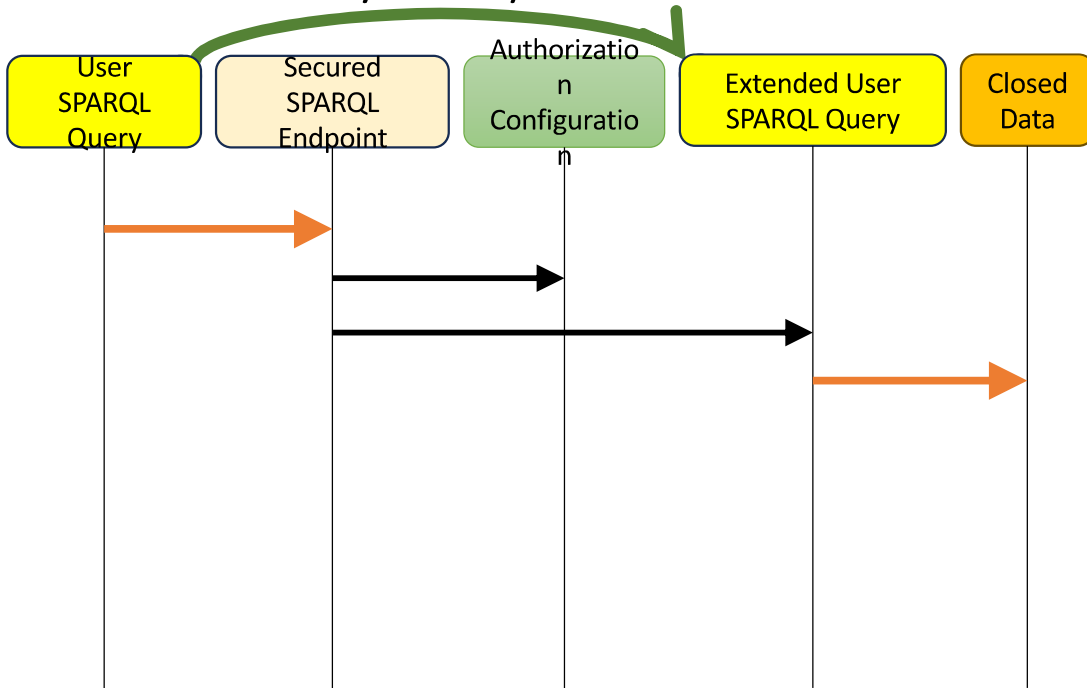 User
SPARQL
Query
Secured
SPARQL
Endpoint
Authorizatio
n
Configuratio
n
Extended User
SPARQL Query
Closed
Data